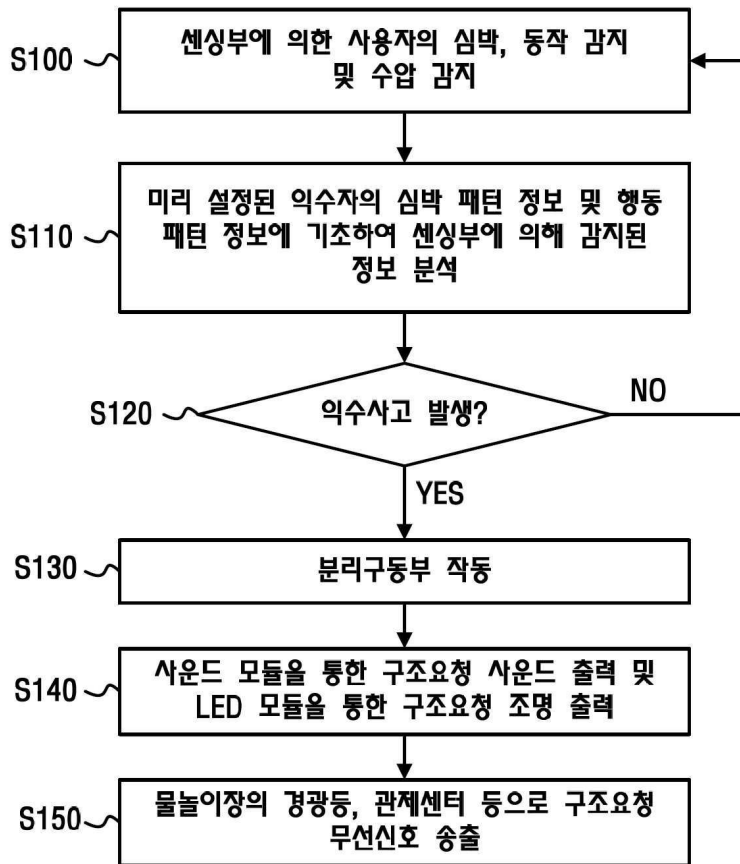 S100
센싱부에 의한 사용자의 심박, 동작 감지
및 수압 감지
S110
미리 설정된 익수자의 심박 패턴 정보 및 행동
패턴 정보에 기초하여 센싱부에 의해 감지된
정보 분석
S120
익수사고 발생?
NO
YES
S130
분리구동부 작동
S140
사운드 모듈을 통한 구조요청 사운드 출력 및
LED 모듈을 통한 구조요청 조명 출력
S150
물놀이장의 경광등, 관제센터 등으로 구조요청
무선신호 송출